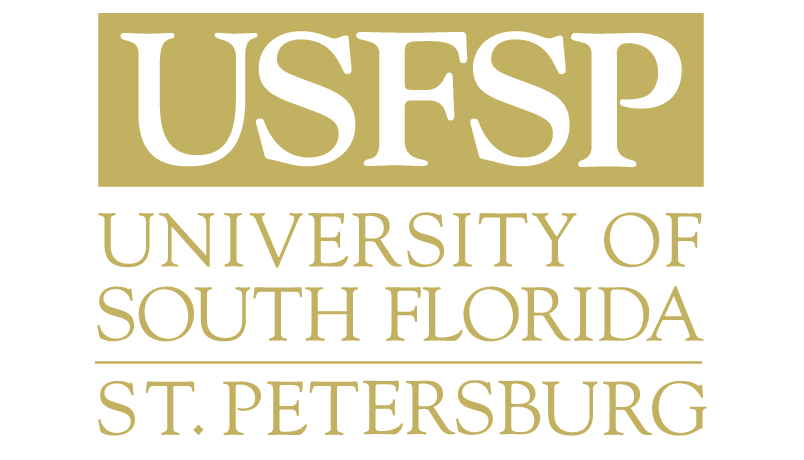 USFSP
UNIVERSITY OF
SOUTH FLORIDA
ST. PETERSBURG